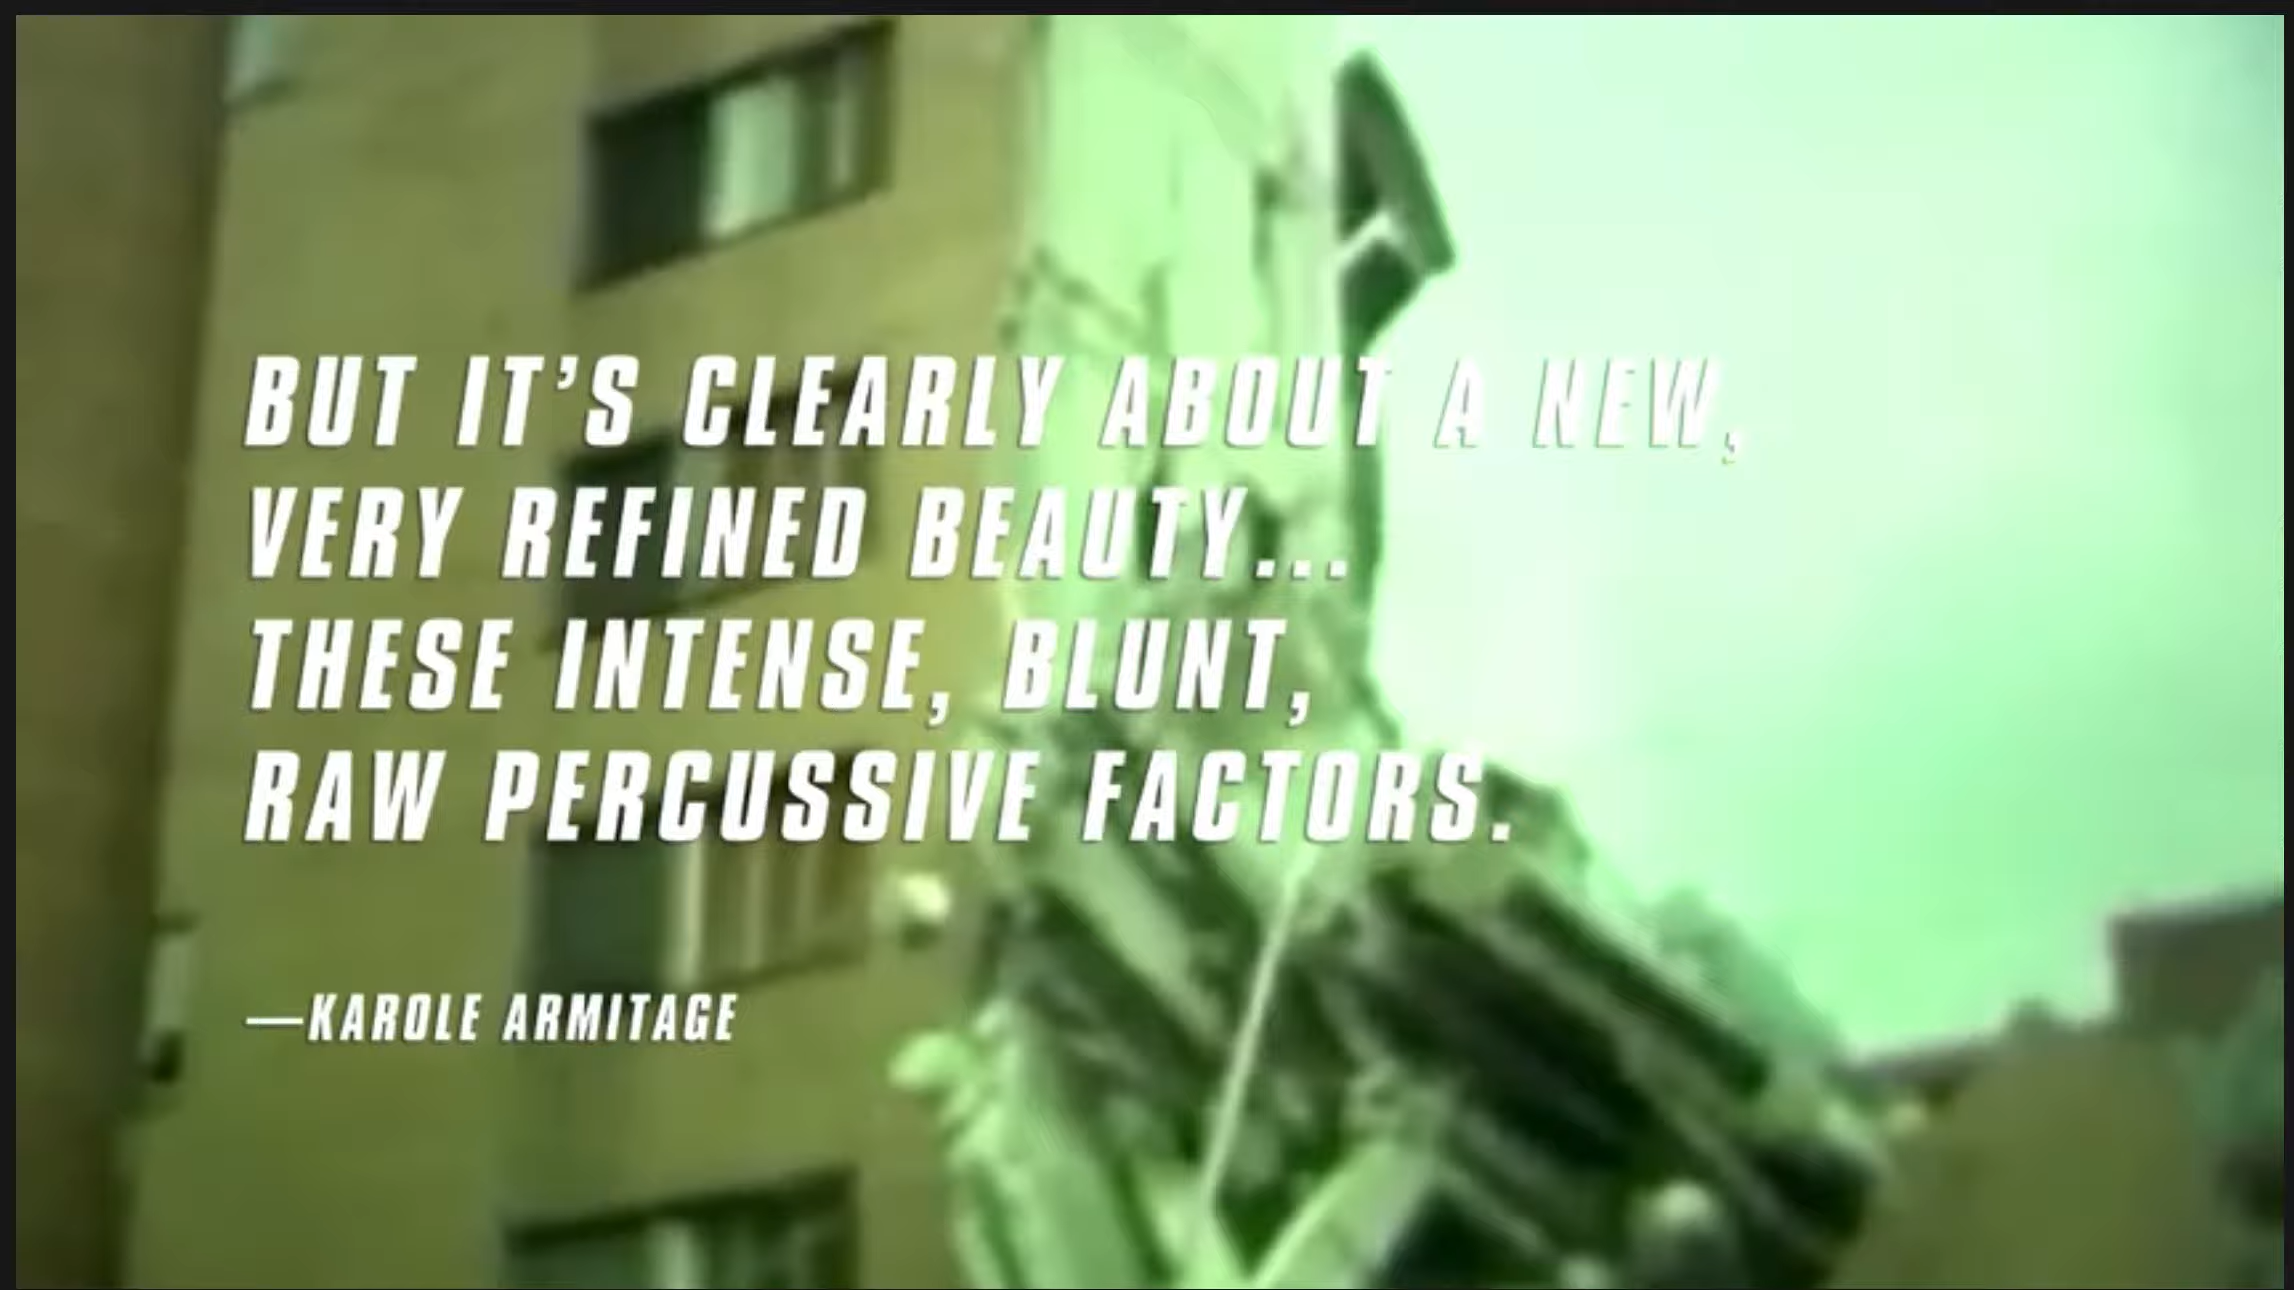 BUT IT'S CLEARLY ABOUT A NEW,
VERY REFINED BEAUTY...
THESE INTENSE, BLUNT,
RAW PERCUSSIVE FACTORS.
—KAROLE ARMITAGE